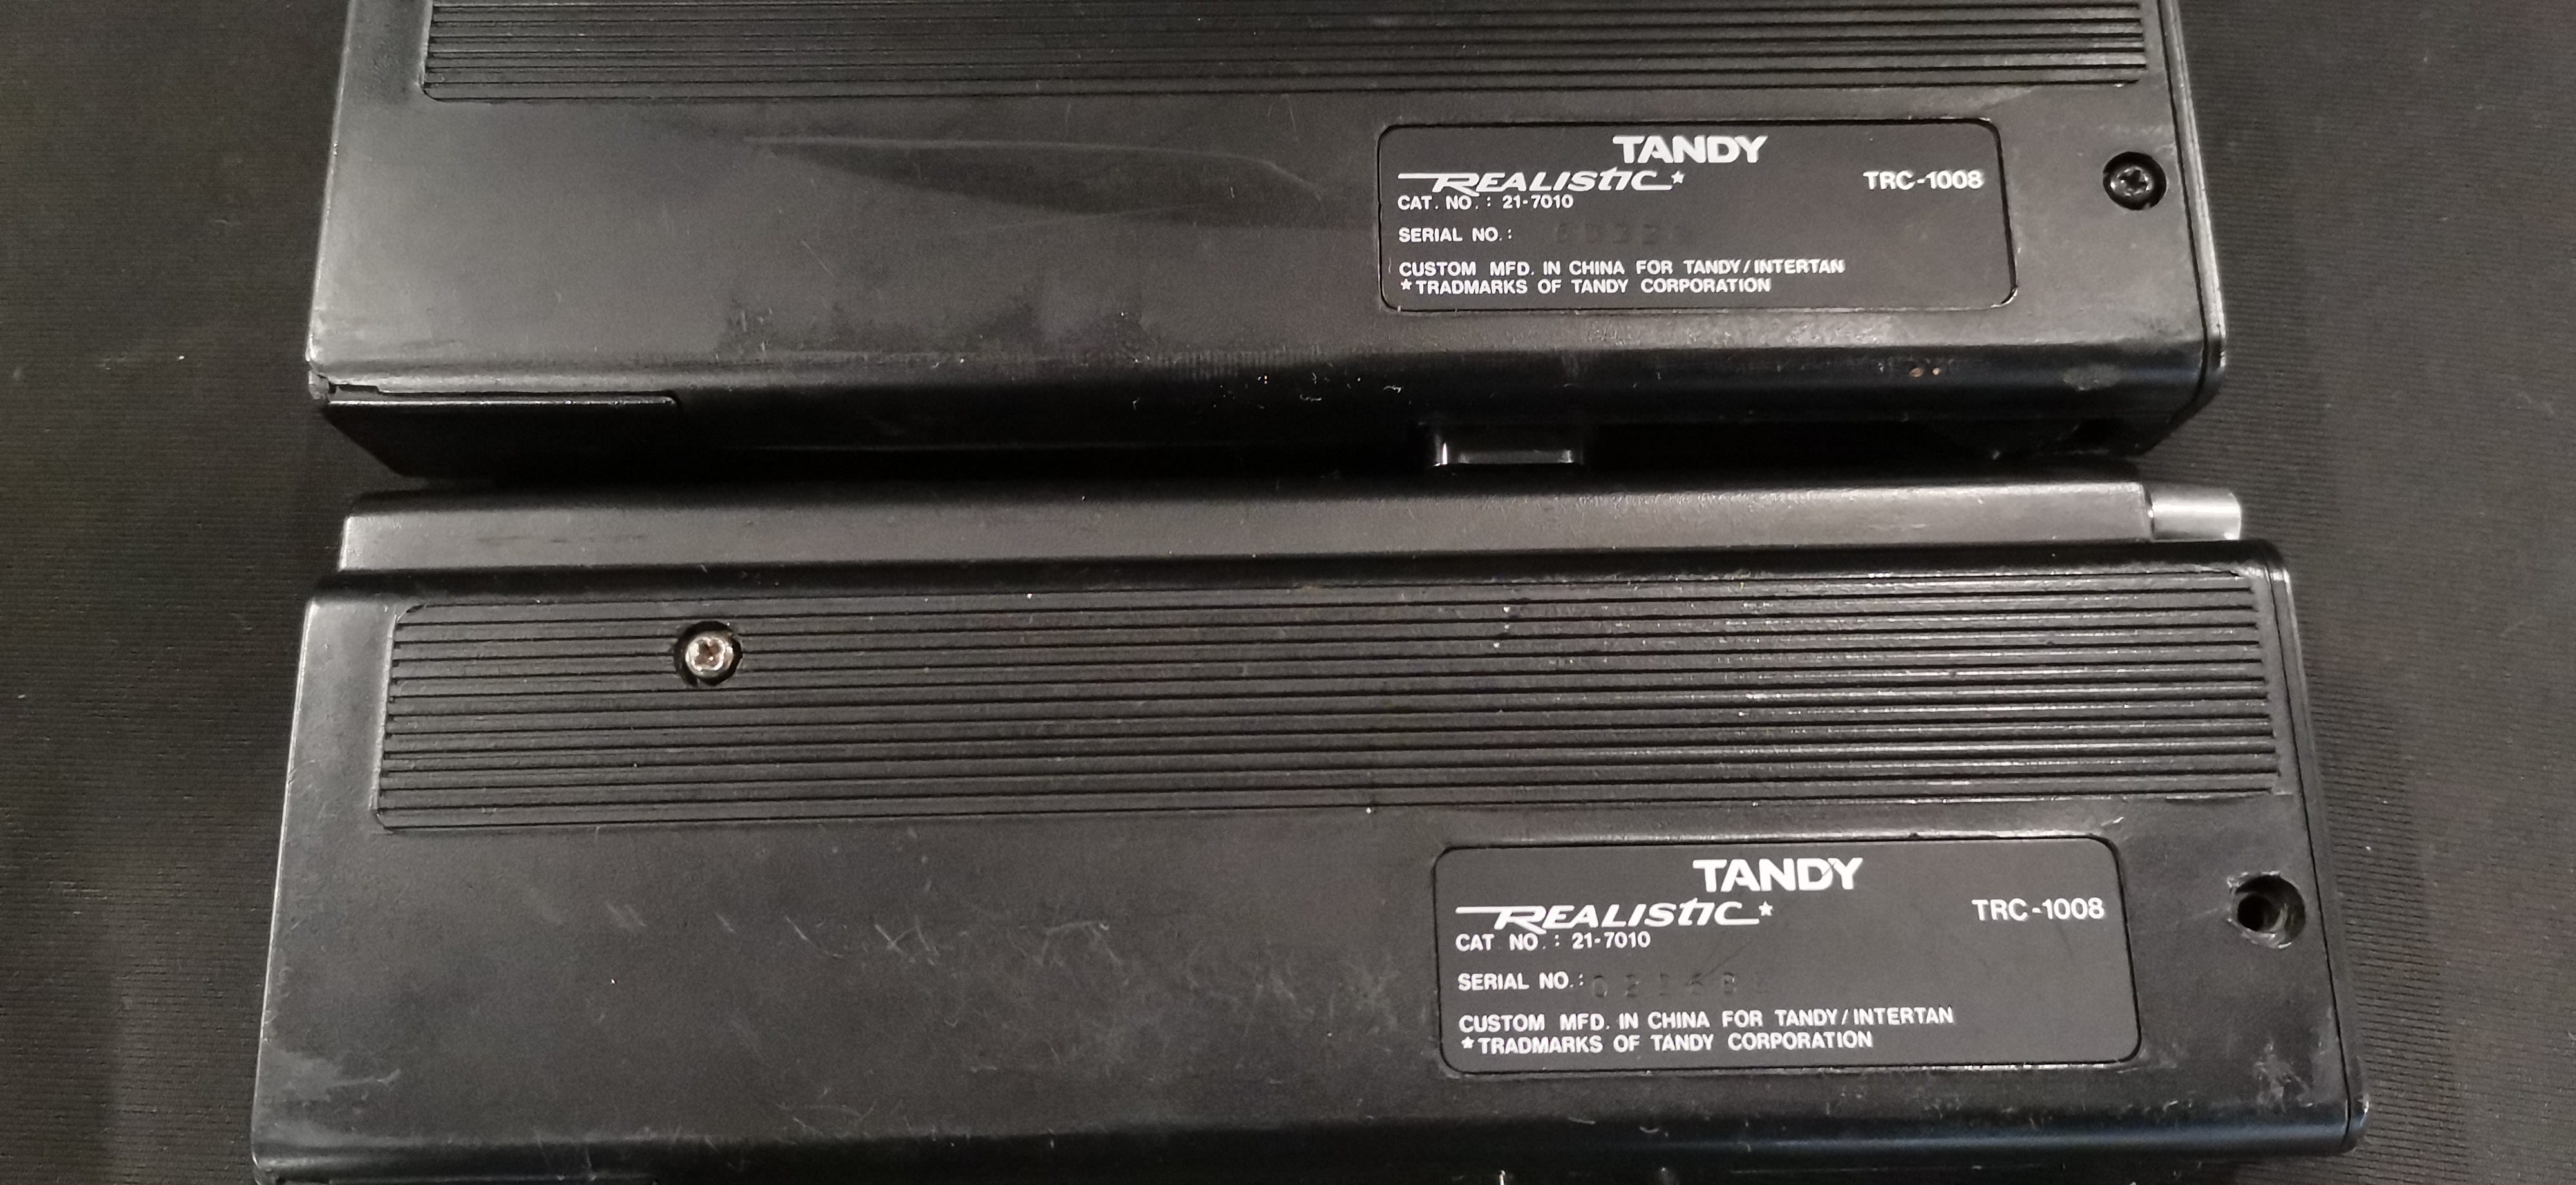 TANDY
REALISTIC*
TRC-1008
CAT. NO.: 21-7010
SERIAL NO.:
CUSTOM MFD. IN CHINA FOR TANDY/INTERTAN
*TRADMARKS OF TANDY CORPORATION
TANDY
REALISTIC*
TRC-1008
CAT NO.: 21-7010
SERIAL NO.:
CUSTOM MFD. IN CHINA FOR TANDY/INTERTAN
*TRADMARKS OF TANDY CORPORATION